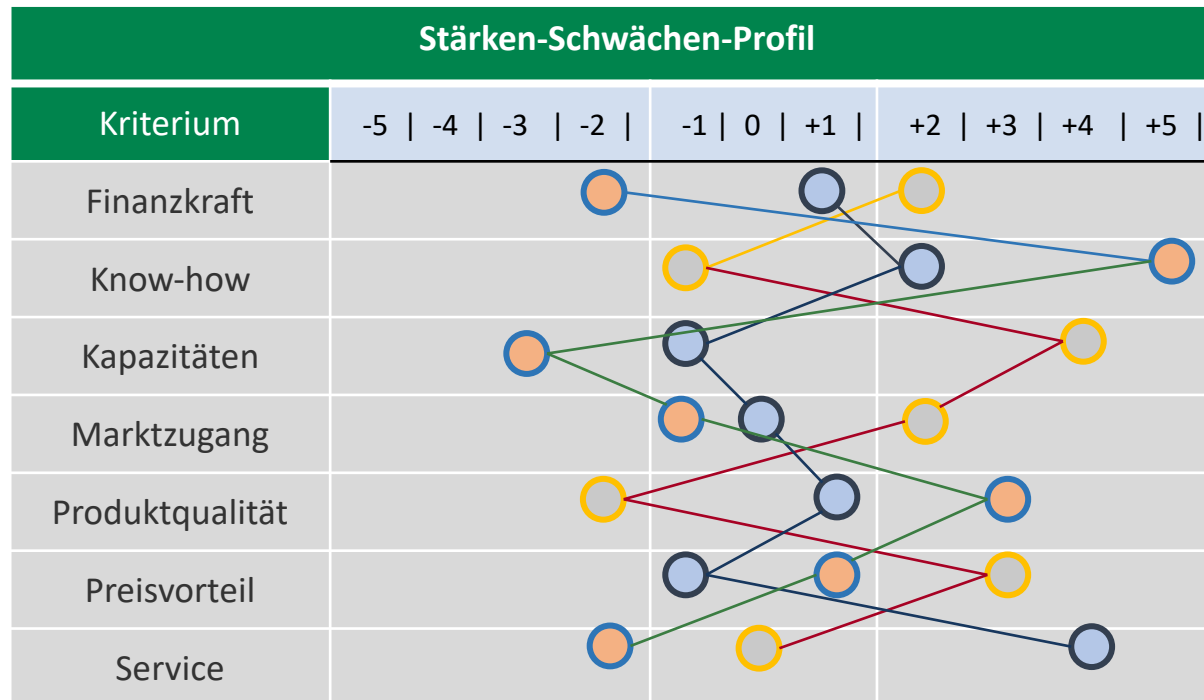 Stärken-Schwächen-Profil
Kriterium -5 | -4 | -3 | -2 | -1 | 0 | +1 | +2 | +3 | +4 | +5 |
Finanzkraft
Know-how
Kapazitäten
Marktzugang
Produktqualität
Preisvorteil
Service